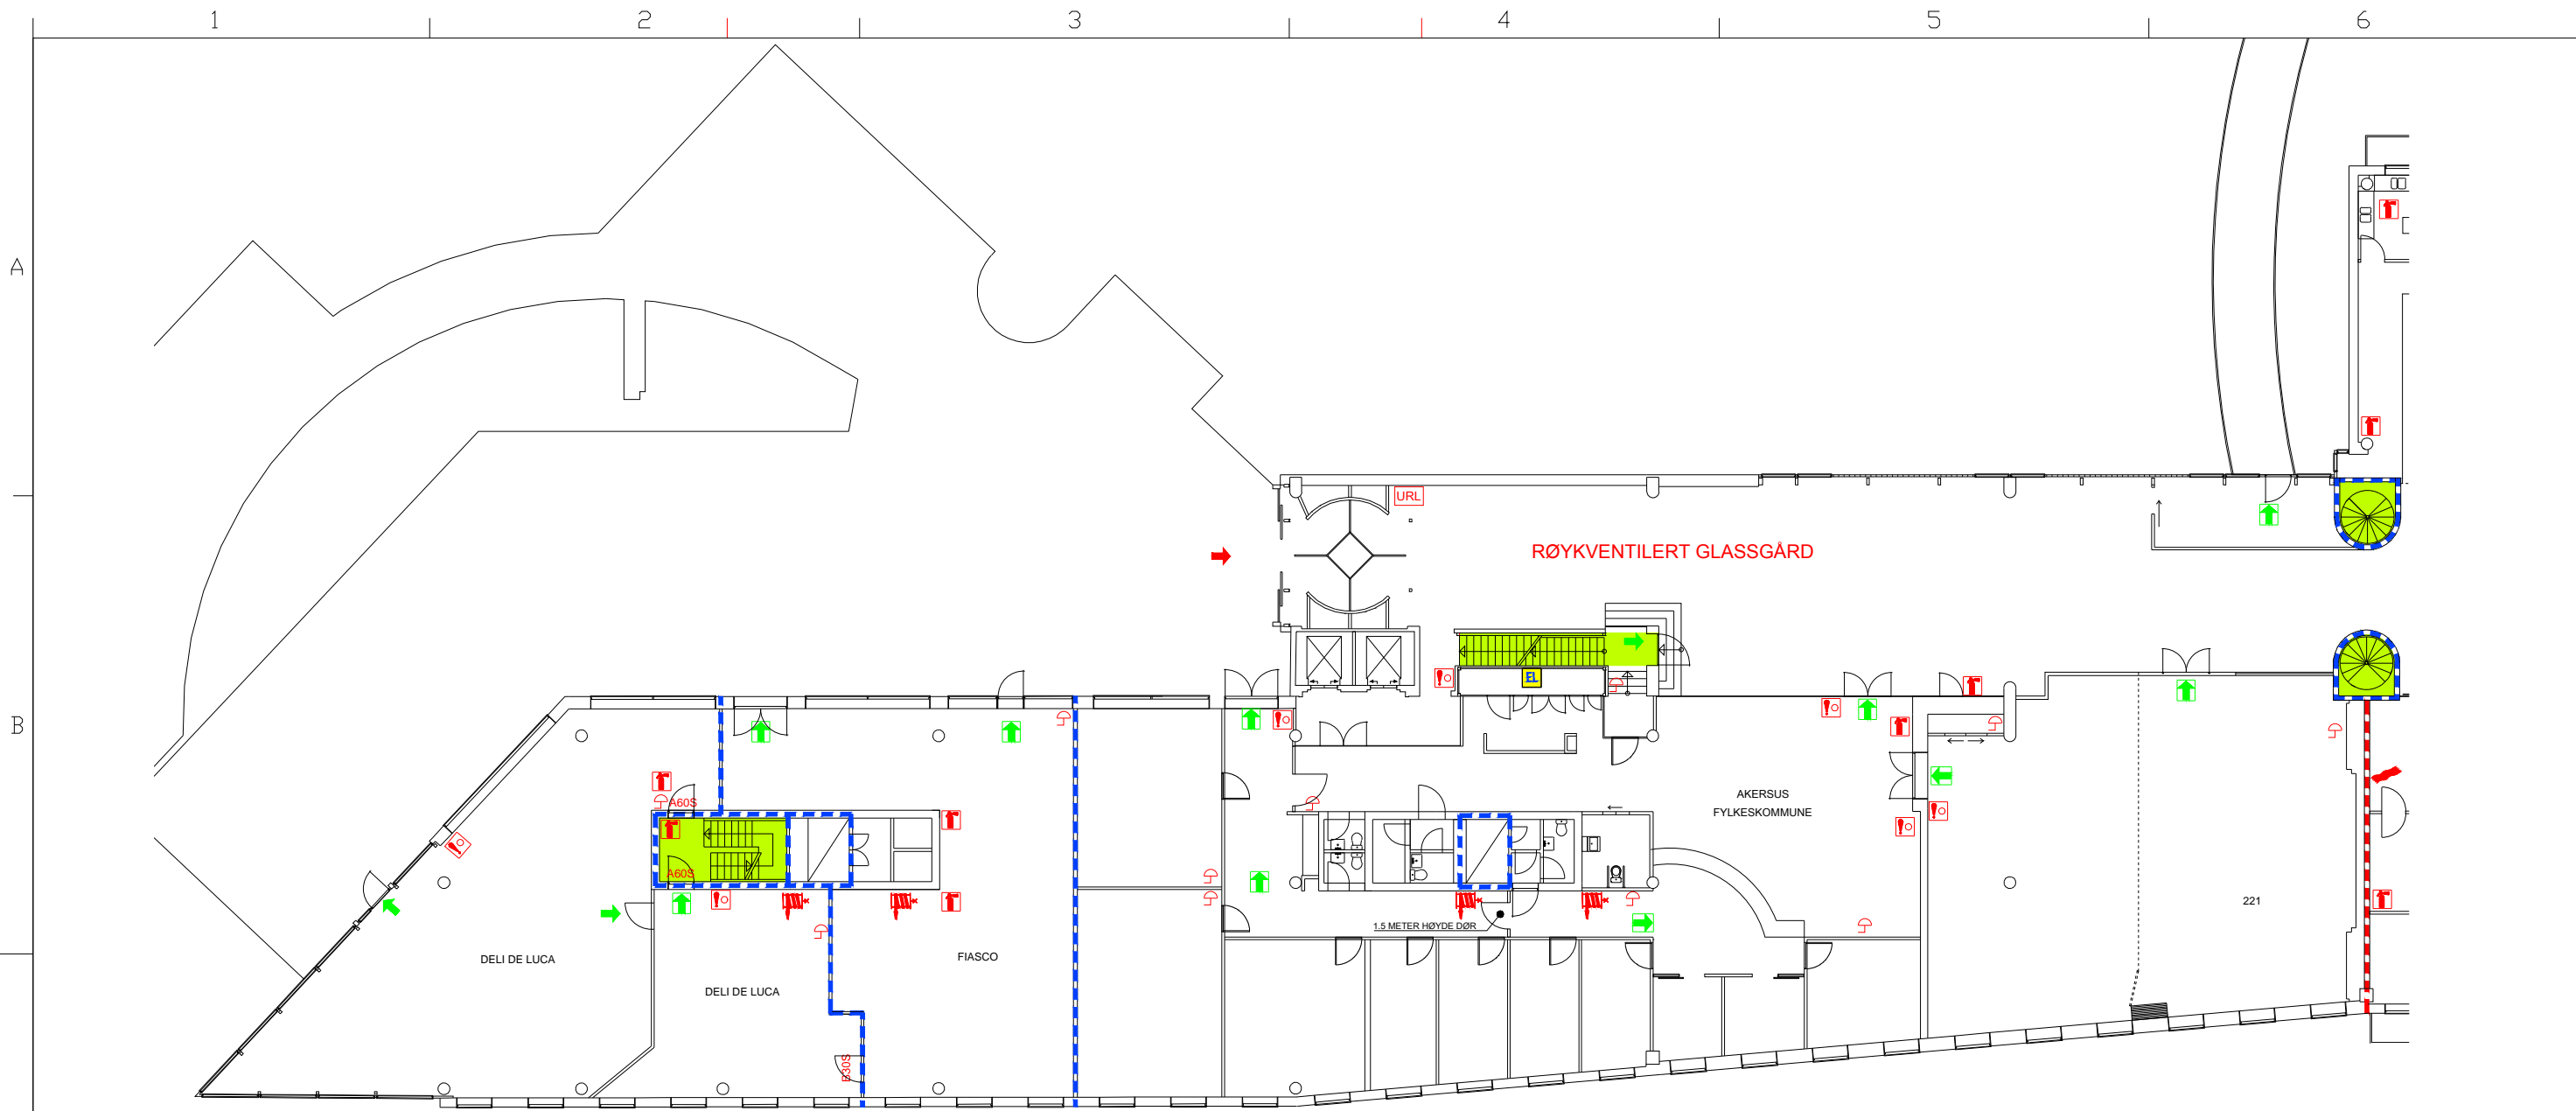 1 2 3 4 5 6
A
URL
RØYKVENTILERT GLASSGÅRD
EL
B
A60S
AKERSUS
FYLKESKOMMUNE
A60S
221
1.5 METER HØYDE DØR
DELI DE LUCA
FIASCO
DELI DE LUCA
B30S